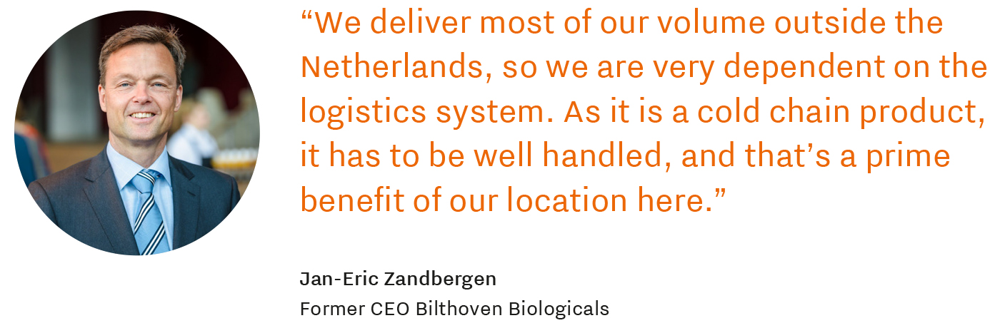 “We deliver most of our volume outside the
Netherlands, so we are very dependent on the
logistics system. As it is a cold chain product,
it has to be well handled, and that’s a prime
benefit of our location here.”
Jan-Eric Zandbergen
Former CEO Bilthoven Biologicals